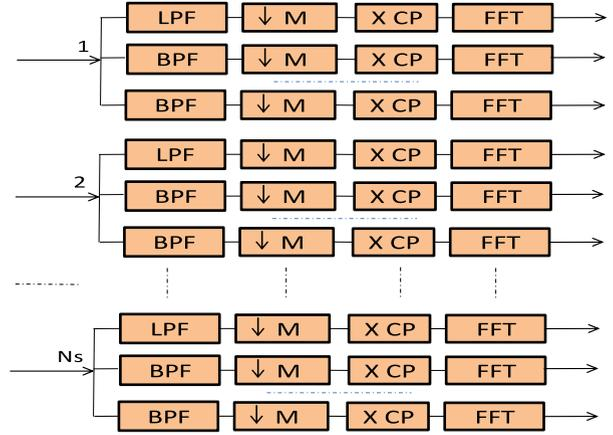 LPF ↓ M X CP FFT
1
BPF ↓ M X CP FFT
BPF ↓ M X CP FFT
LPF ↓ M X CP FFT
2
BPF ↓ M X CP FFT
BPF ↓ M X CP FFT
LPF ↓ M X CP FFT
Ns
BPF ↓ M X CP FFT
BPF ↓ M X CP FFT